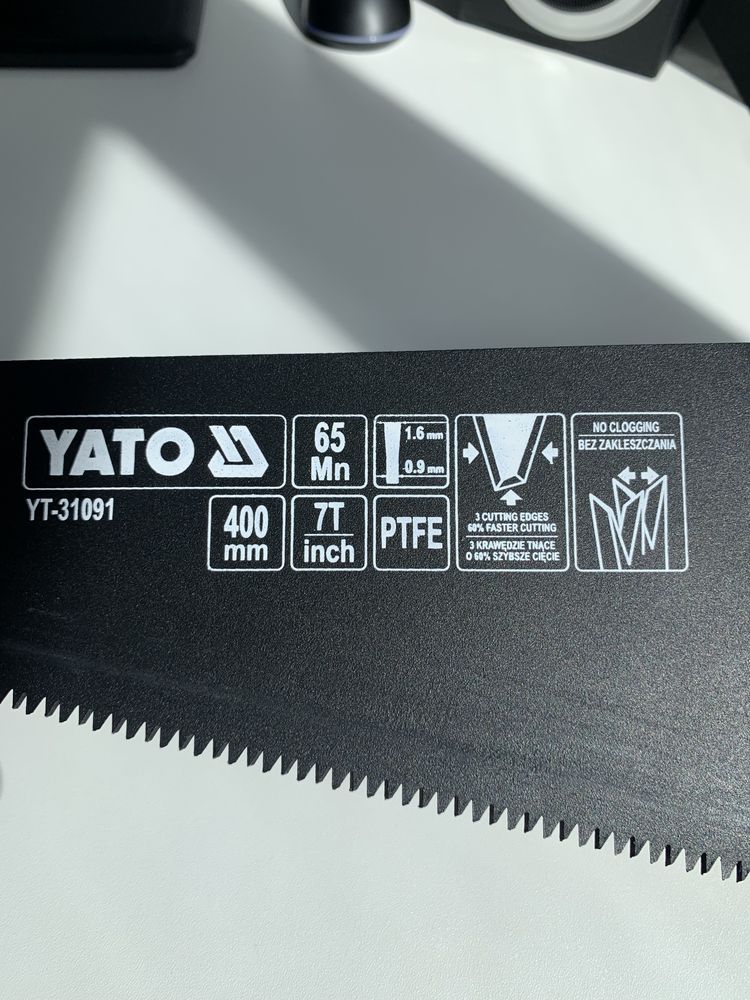 YATO
YT-31091
65
Mn
1.6 mm
0.9 mm
400
mm
7T
inch
PTFE
3 CUTTING EDGES
60% FASTER CUTTING
3 KRAWĘDZIE TNĄCE
O 60% SZYBSZE CIĘCIE
NO CLOGGING
BEZ ZAKLESZCZANIA